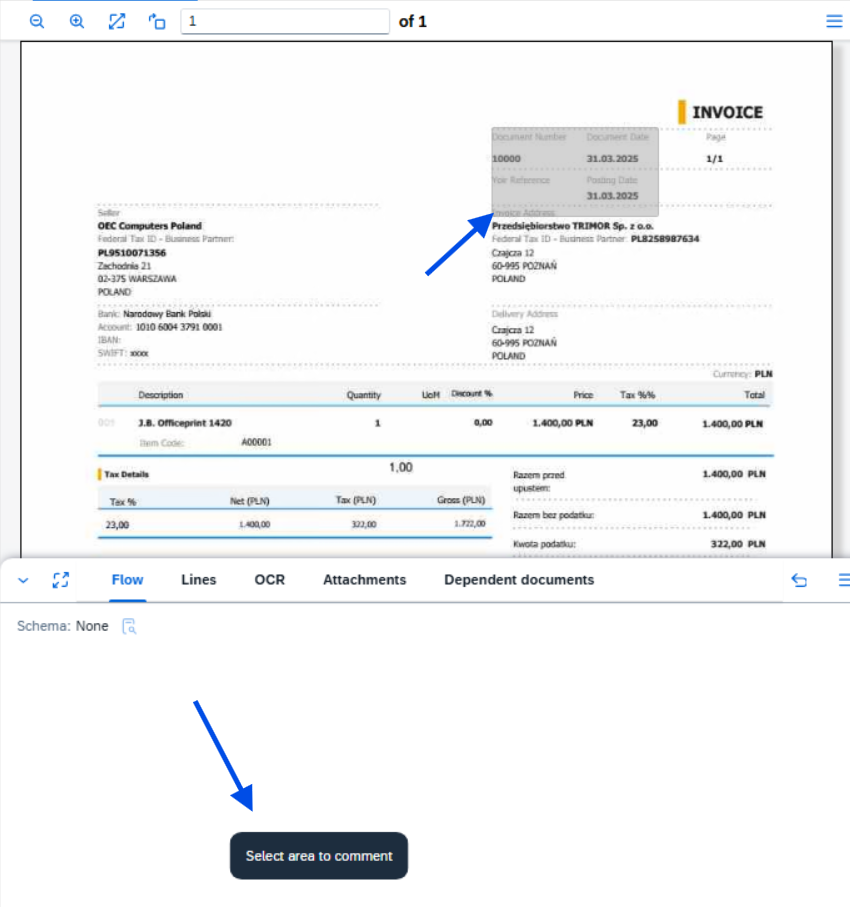 1 of 1
INVOICE
Document Number Document Date Page
10000 31.03.2025 1/1
Yoir Reference Posting Date
31.03.2025
Seller
OEC Computers Poland
Federal Tax ID - Business Partner:
PL9510071356
Zachodnia 21
02-375 WARSZAWA
POLAND
Invoice Address:
Przedsiębiorstwo TRIMOR Sp. z o.o.
Federal Tax ID - Business Partner: PL8258987634
Czajcza 12
60-995 POZNAŃ
POLAND
Bank: Narodowy Bank Polski
Account: 1010 6004 3791 0001
IBAN:
SWIFT: xxxx
Delivery Address
Czajcza 12
60-995 POZNAŃ
POLAND
Currency: PLN
Description Quantity UoM Discount % Price Tax %% Total
001 J.B. Officeprint 1420 1 0,00 1.400,00 PLN 23,00 1.400,00 PLN
Item Code: A00001
1,00
Tax Details
Tax % Net (PLN) Tax (PLN) Gross (PLN)
23,00 1.400,00 322,00 1.722,00
Razem przed 1.400,00 PLN
upustem:
Razem bez podatku: 1.400,00 PLN
Kwota podatku: 322,00 PLN
Flow Lines OCR Attachments Dependent documents
Schema: None
Select area to comment